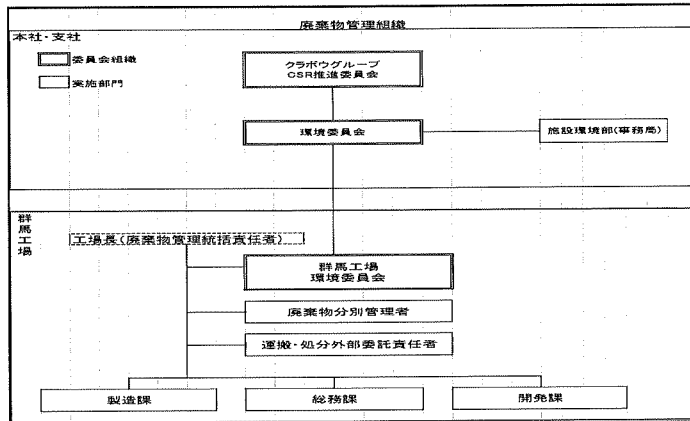 廃棄物管理組織
本社・支社
委員会組織
実施部門
クラボウグループ
CSR推進委員会
環境委員会
施設環境部(事務局)
群馬工場
工場長(廃棄物管理統括責任者)
群馬工場
環境委員会
廃棄物分別管理者
運搬・処分外部委託責任者
製造課
総務課
開発課